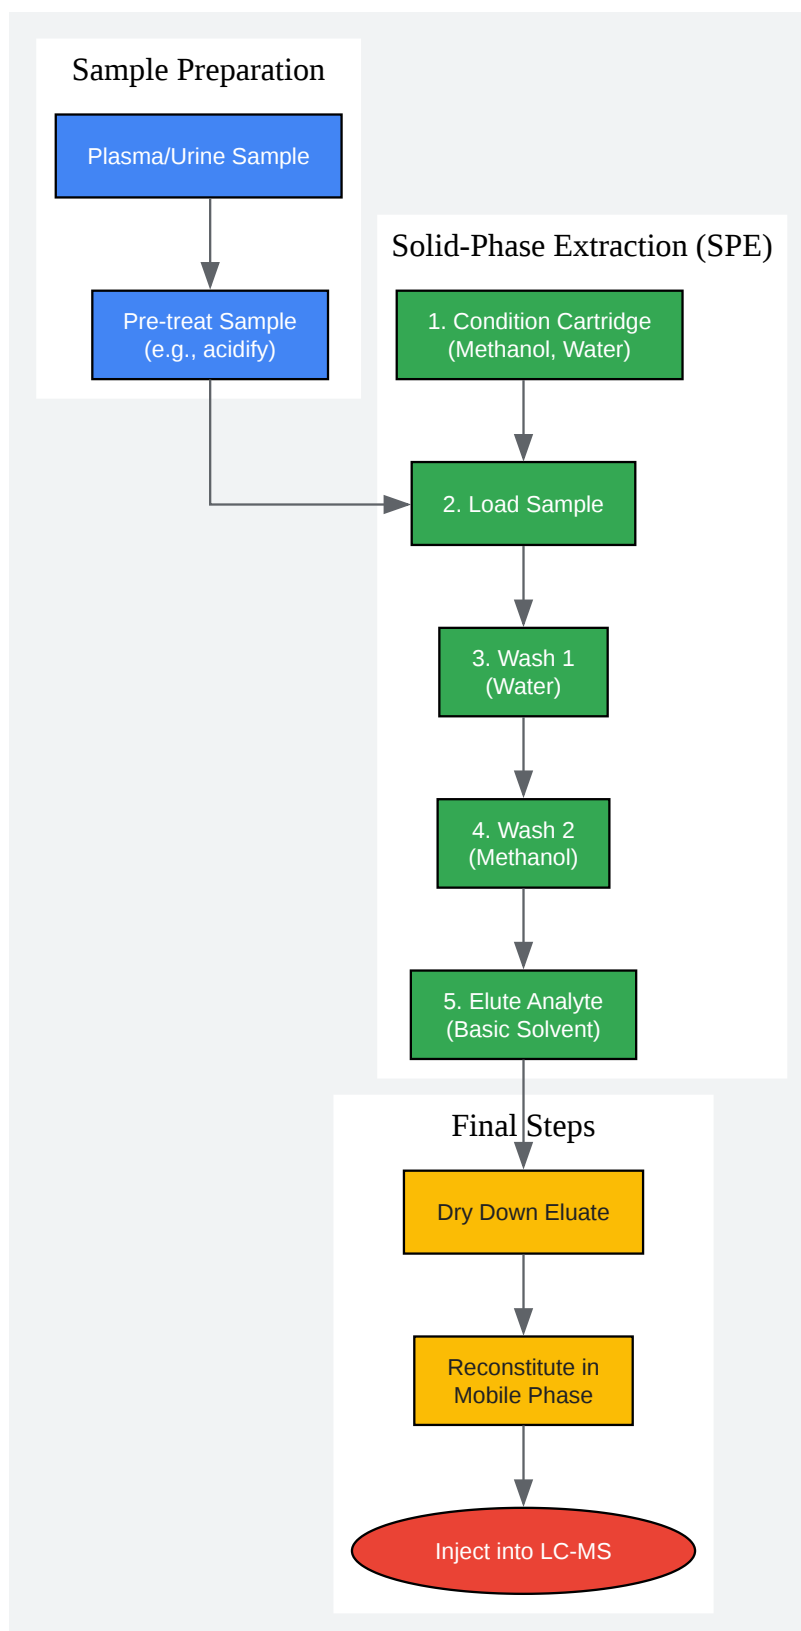 Sample Preparation
Plasma/Urine Sample
Pre-treat Sample
(e.g., acidify)
Solid-Phase Extraction (SPE)
1. Condition Cartridge
(Methanol, Water)
2. Load Sample
3. Wash 1
(Water)
4. Wash 2
(Methanol)
5. Elute Analyte
(Basic Solvent)
Final Steps
Dry Down Eluate
Reconstitute in
Mobile Phase
Inject into LC-MS